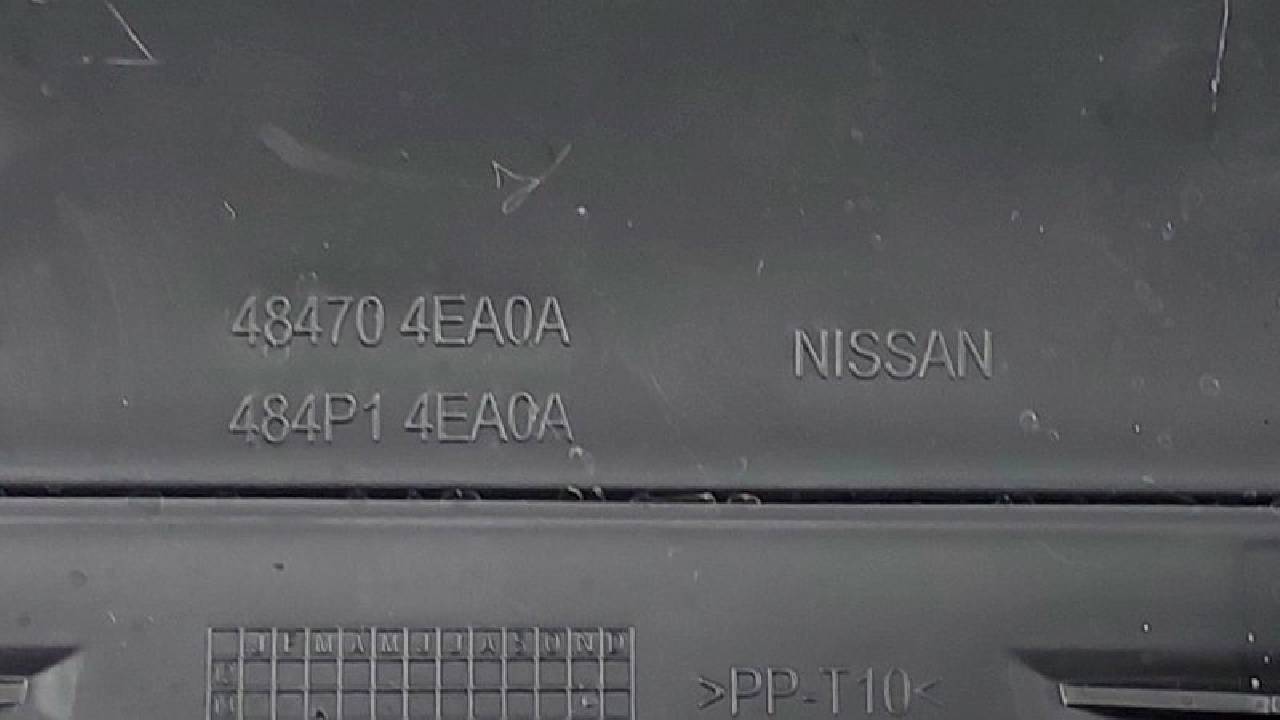 48470 4EA0A
NISSAN
484P1 4EA0A
J F M A M J J A S O N D
>PP-T10<